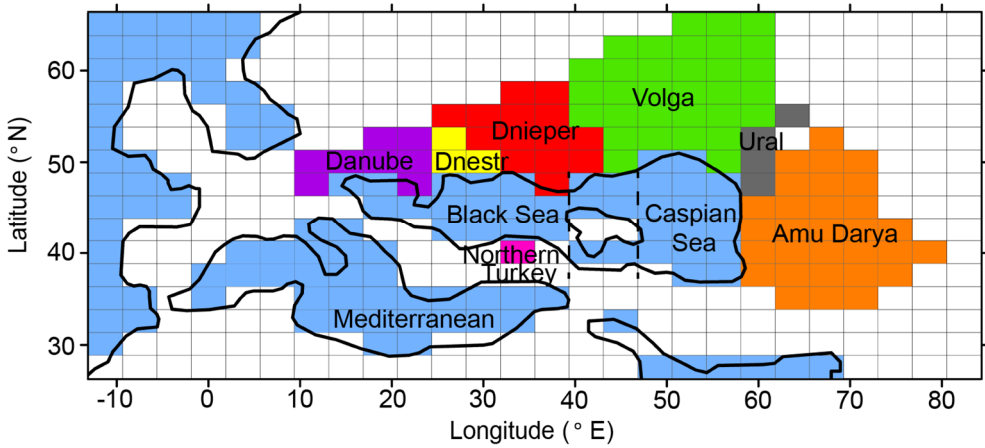 60
50
40
30
Latitude (° N)
Volga
Dnieper
Ural
Danube
Dnestr
Black Sea
Caspian
Sea
Amu Darya
Northern
Turkey
Mediterranean
-10 0 10 20 30 40 50 60 70 80
Longitude (° E)